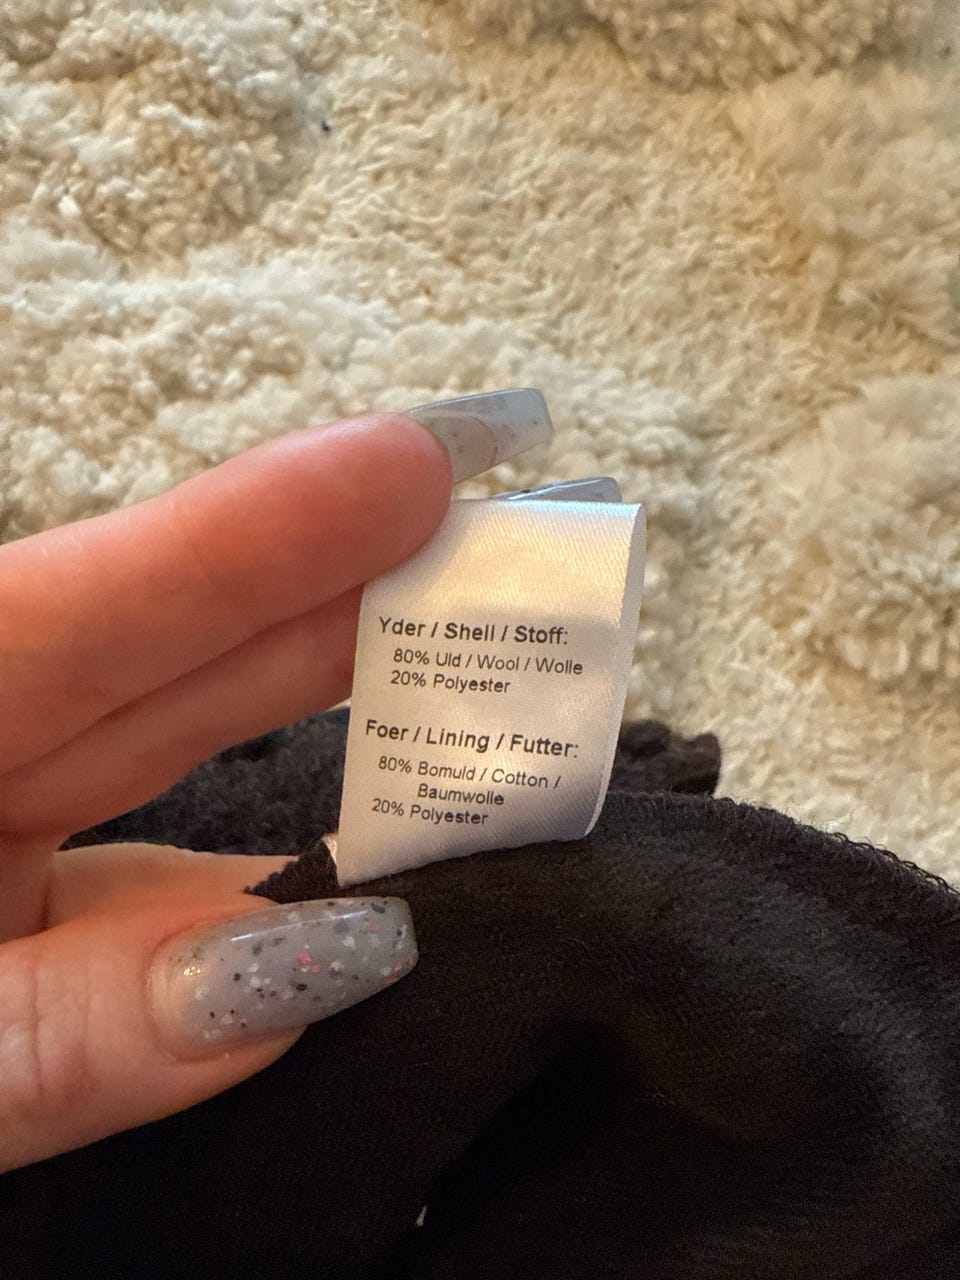 Yder / Shell / Stoff:
80% Uld / Wool / Wolle
20% Polyester
Foer / Lining / Futter:
80% Bomuld / Cotton /
Baumwolle
20% Polyester